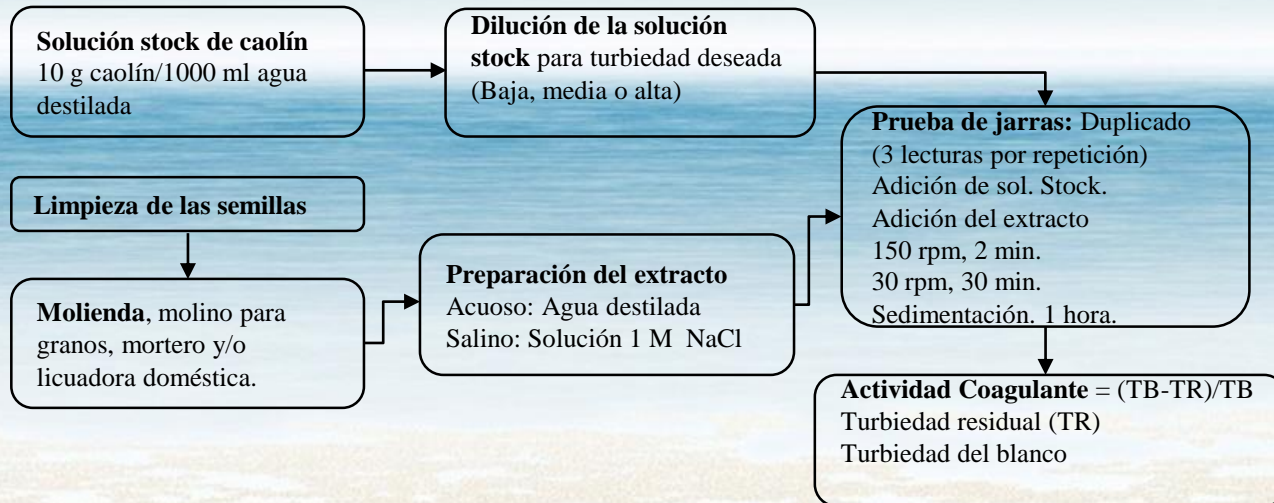 Solución stock de caolín
10 g caolín/1000 ml agua
destilada
Dilución de la solución
stock para turbiedad deseada
(Baja, media o alta)
Limpieza de las semillas
Molienda, molino para
granos, mortero y/o
licuadora doméstica.
Preparación del extracto
Acuoso: Agua destilada
Salino: Solución 1 M NaCl
Prueba de jarras: Duplicado
(3 lecturas por repetición)
Adición de sol. Stock.
Adición del extracto
150 rpm, 2 min.
30 rpm, 30 min.
Sedimentación. 1 hora.
Actividad Coagulante = (TB-TR)/TB
Turbiedad residual (TR)
Turbiedad del blanco